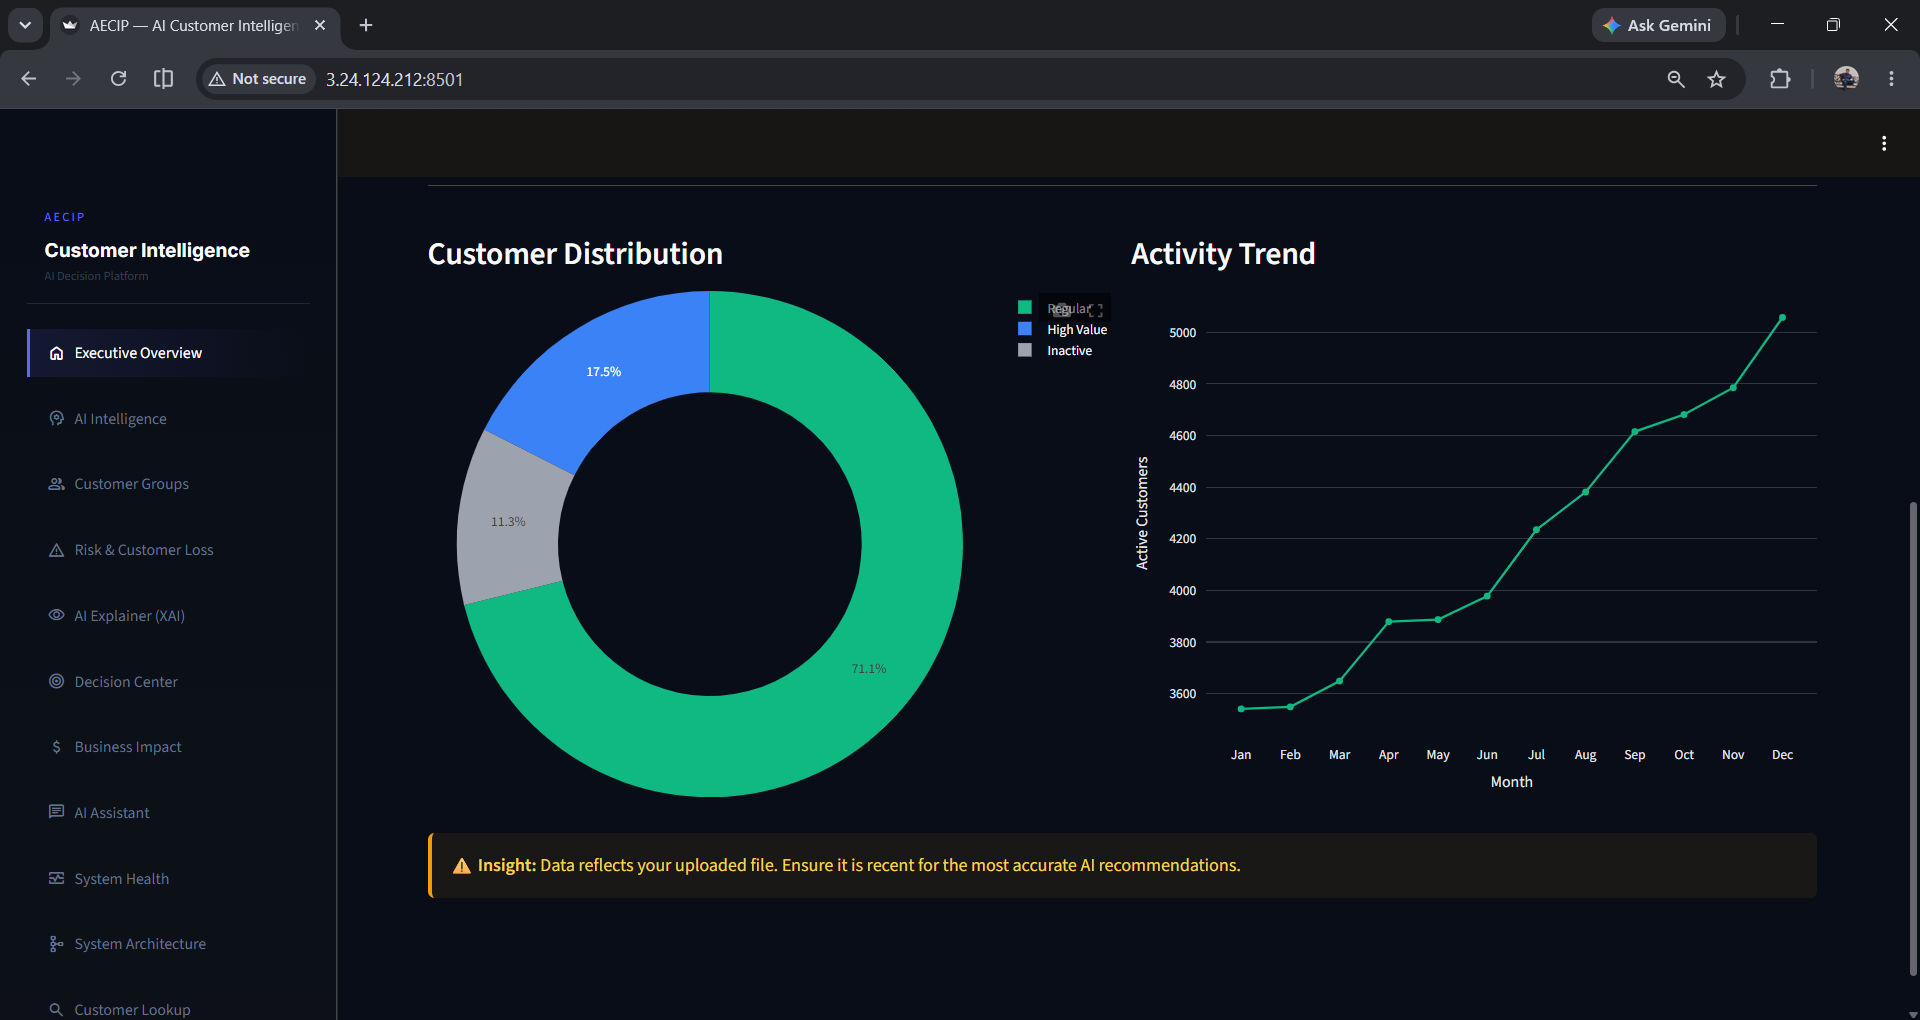 AECIP — AI Customer Intelligen
Ask Gemini
Not secure
3.24.124.212:8501
AECIP
Customer Intelligence
AI Decision Platform
Executive Overview
AI Intelligence
Customer Groups
Risk & Customer Loss
AI Explainer (XAI)
Decision Center
Business Impact
AI Assistant
System Health
System Architecture
Customer Lookup
Customer Distribution
17.5%
11.3%
71.1%
Regular
High Value
Inactive
Activity Trend
Active Customers
5000
4800
4600
4400
4200
4000
3800
3600
Jan Feb Mar Apr May Jun Jul Aug Sep Oct Nov Dec
Month
Insight: Data reflects your uploaded file. Ensure it is recent for the most accurate AI recommendations.